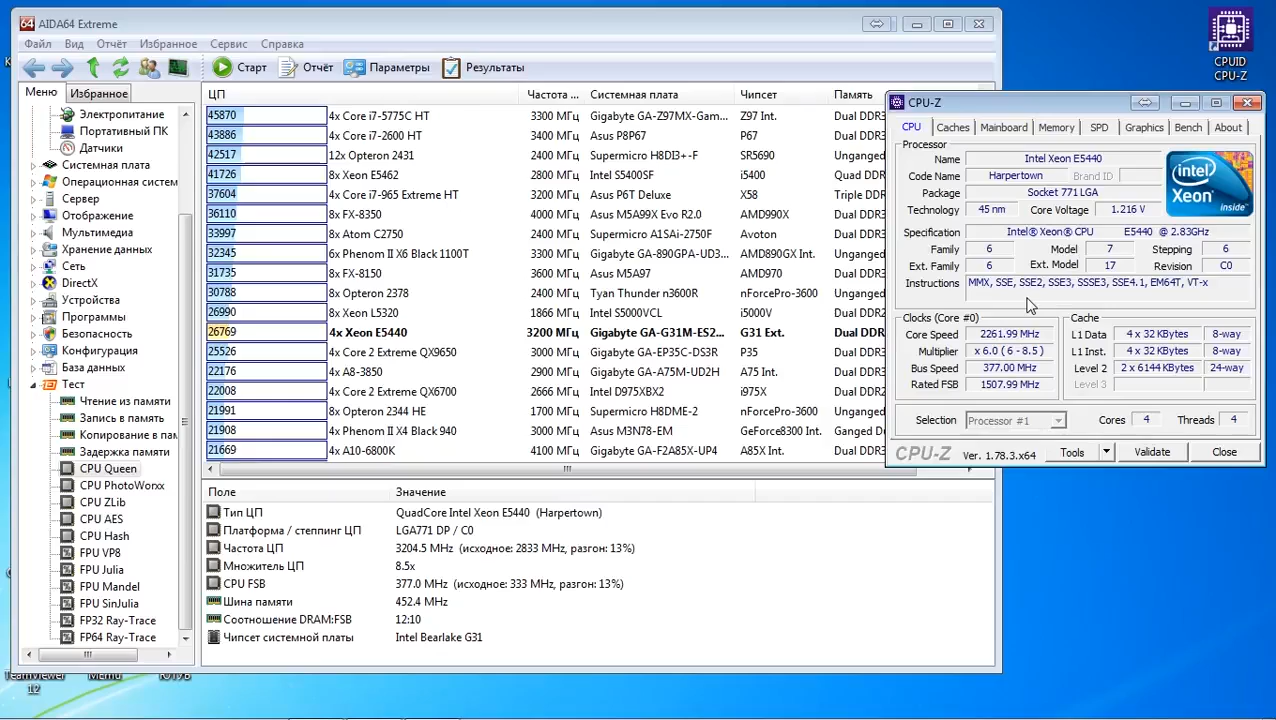 64 AIDA64 Extreme
Файл Вид Отчёт Избранное Сервис Справка
Старт Отчёт Параметры Результаты
Меню Избранное
Электропитание
Портативный ПК
Датчики
Системная плата
Операционная систем
Сервер
Отображение
Мультимедиа
Хранение данных
Сеть
DirectX
Устройства
Программы
Безопасность
Конфигурация
База данных
Тест
Чтение из памяти
Запись в память
Копирование в пам
Задержка памяти
CPU Queen
CPU PhotoWorxx
CPU ZLib
CPU AES
CPU Hash
FPU VP8
FPU Julia
FPU Mandel
FPU SinJulia
FP32 Ray-Trace
FP64 Ray-Trace
ЦП Частота ... Системная плата Чипсет Память
45870 4x Core i7-5775C HT 3300 МГц Gigabyte GA-Z97MX-Gam... Z97 Int. Dual DDR3
43886 4x Core i7-2600 HT 3400 МГц Asus P8P67 P67 Dual DDR3
42517 12x Opteron 2431 2400 МГц Supermicro H8DI3+-F SR5690 Unganged
41726 8x Xeon E5462 2800 МГц Intel S5400SF i5400 Quad DD
37604 4x Core i7-965 Extreme HT 3200 МГц Asus P6T Deluxe X58 Triple DD
36110 8x FX-8350 4000 МГц Asus M5A99X Evo R2.0 AMD990X Dual DDR3
33997 8x Atom C2750 2400 МГц Supermicro A1SAi-2750F Avoton Dual DDR3
32345 6x Phenom II X6 Black 1100T 3300 МГц Gigabyte GA-890GPA-UD3... AMD890GX Int. Unganged
31735 8x FX-8150 3600 МГц Asus M5A97 AMD970 Dual DDR3
30788 8x Opteron 2378 2400 МГц Tyan Thunder n3600R nForcePro-3600 Unganged
26990 8x Xeon L5320 1866 МГц Intel S5000VCL i5000V Dual DDR
26769 4x Xeon E5440 3200 МГц Gigabyte GA-G31M-ES2... G31 Ext. Dual DD
25526 4x Core 2 Extreme QX9650 3000 МГц Gigabyte GA-EP35C-DS3R P35 Dual DDR3
22176 4x A8-3850 2900 МГц Gigabyte GA-A75M-UD2H A75 Int. Dual DDR3
22008 4x Core 2 Extreme QX6700 2666 МГц Intel D975XBX2 i975X Dual DDR
21991 8x Opteron 2344 HE 1700 МГц Supermicro H8DME-2 nForcePro-3600 Unganged
21908 4x Phenom II X4 Black 940 3000 МГц Asus M3N78-EM GeForce8300 Int. Ganged Du
21669 4x A10-6800K 4100 МГц Gigabyte GA-F2A85X-UP4 A85X Int. Dual DDR3
Поле Значение
Тип ЦП QuadCore Intel Xeon E5440 (Harpertown)
Платформа / степпинг ЦП LGA771 DP / C0
Частота ЦП 3204.5 MHz (исходное: 2833 MHz, разгон: 13%)
Множитель ЦП 8.5x
CPU FSB 377.0 MHz (исходное: 333 MHz, разгон: 13%)
Шина памяти 452.4 MHz
Соотношение DRAM:FSB 12:10
Чипсет системной платы Intel Bearlake G31
CPU-Z
CPU Caches Mainboard Memory SPD Graphics Bench About
Processor
Name Intel Xeon E5440
Code Name Harpertown Brand ID
Package Socket 771 LGA
Technology 45 nm Core Voltage 1.216 V
intel
Xeon
inside
Specification Intel® Xeon® CPU E5440 @ 2.83GHz
Family 6 Model 7 Stepping 6
Ext. Family 6 Ext. Model 17 Revision C0
Instructions MMX, SSE, SSE2, SSE3, SSSE3, SSE4.1, EM64T, VT-x
Clocks (Core #0) Cache
Core Speed 2261.99 MHz L1 Data 4 x 32 KBytes 8-way
Multiplier x 6.0 ( 6 - 8.5 ) L1 Inst. 4 x 32 KBytes 8-way
Bus Speed 377.00 MHz Level 2 2 x 6144 KBytes 24-way
Rated FSB 1507.99 MHz Level 3
Selection Processor #1 Cores 4 Threads 4
CPU-Z Ver. 1.78.3.x64 Tools Validate Close
CPUID
CPU-Z
TeamViewer
12